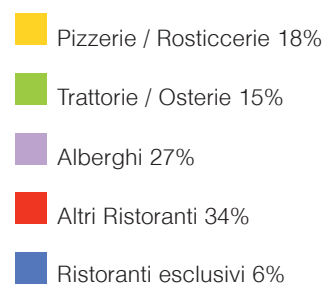 Pizzerie / Rosticcerie 18%
Trattorie / Osterie 15%
Alberghi 27%
Altri Ristoranti 34%
Ristoranti esclusivi 6%